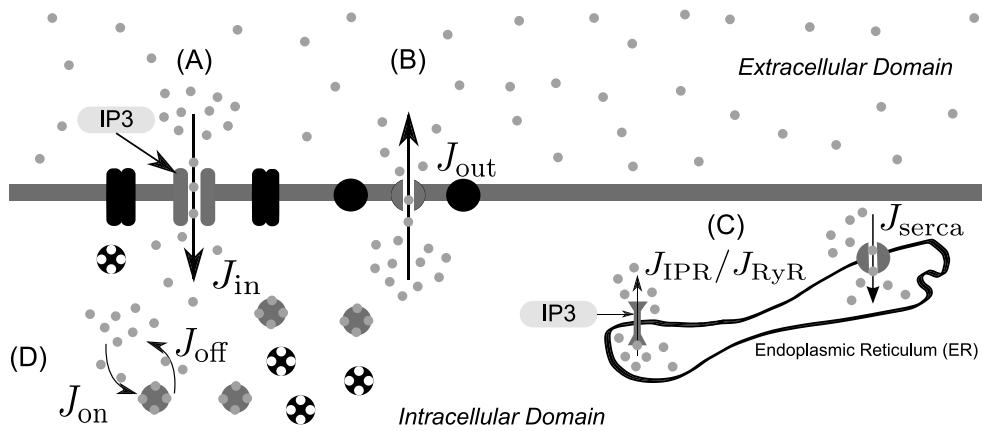 (A)
(B)
Extracellular Domain
IP3
J_out
(C)
J_serca
J_in
J_IPR/J_RyR
IP3
(D)
J_off
J_on
Endoplasmic Reticulum (ER)
Intracellular Domain